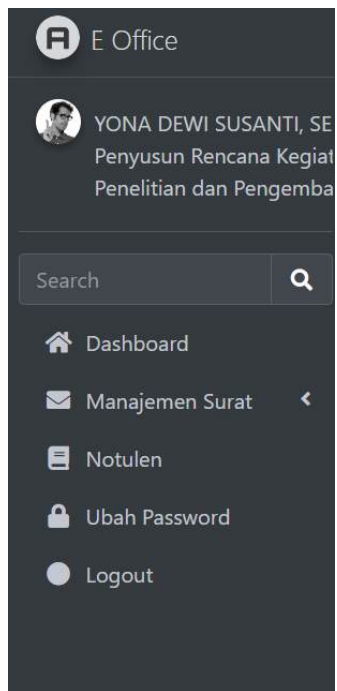 E Office
YONA DEWI SUSANTI, SE
Penyusun Rencana Kegiat
Penelitian dan Pengemba
Search
Dashboard
Manajemen Surat
Notulen
Ubah Password
Logout